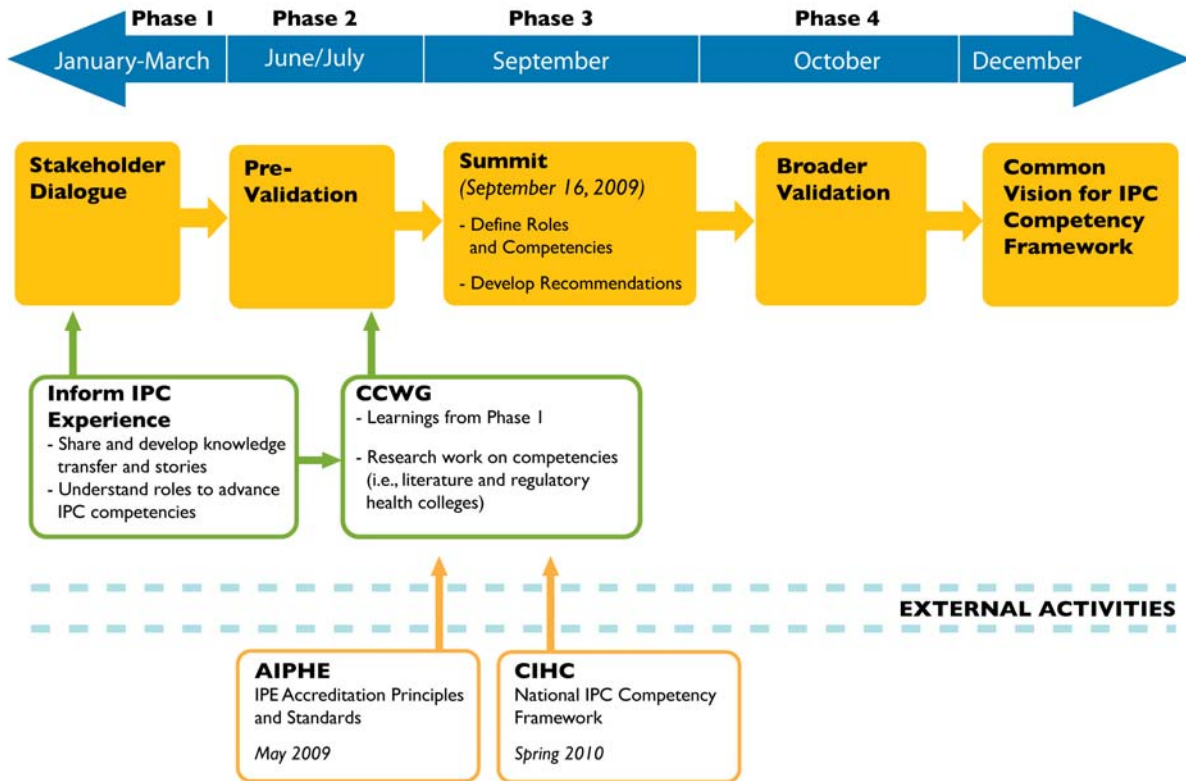 Phase 1
Phase 2
Phase 3
Phase 4
January-March
June/July
September
October
December
Stakeholder
Dialogue
Pre-
Validation
Summit
(September 16, 2009)
- Define Roles
and Competencies
- Develop Recommendations
Broader
Validation
Common
Vision for IPC
Competency
Framework
Inform IPC
Experience
- Share and develop knowledge
transfer and stories
- Understand roles to advance
IPC competencies
CCWG
- Learnings from Phase 1
- Research work on competencies
(i.e., literature and regulatory
health colleges)
EXTERNAL ACTIVITIES
AIPHE
IPE Accreditation Principles
and Standards
May 2009
CIHC
National IPC Competency
Framework
Spring 2010